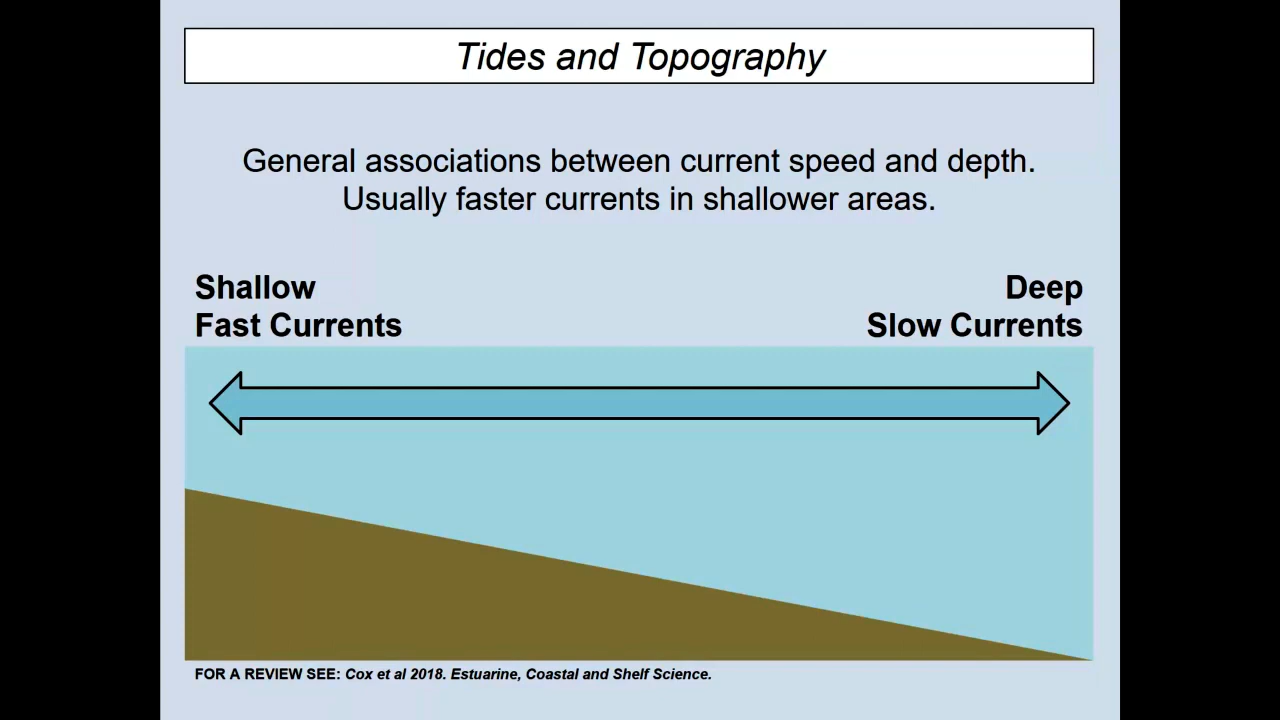 Tides and Topography
General associations between current speed and depth.
Usually faster currents in shallower areas.
Shallow
Fast Currents
Deep
Slow Currents
FOR A REVIEW SEE: Cox et al 2018. Estuarine, Coastal and Shelf Science.